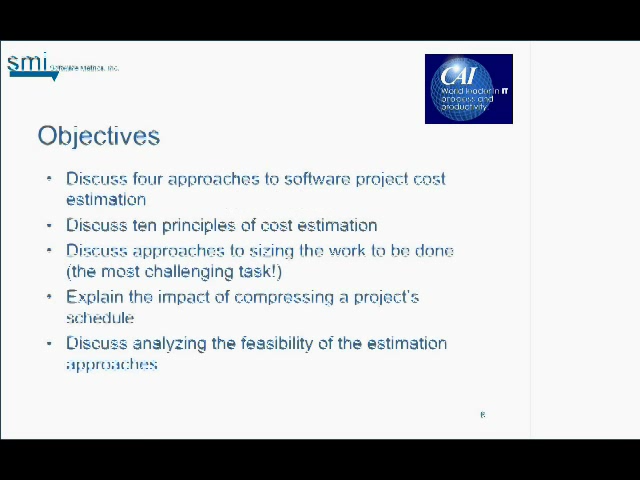 smi Software Metrics, Inc.
CAI
World leader in IT
process and
productivity
Objectives
• Discuss four approaches to software project cost
estimation
• Discuss ten principles of cost estimation
• Discuss approaches to sizing the work to be done
(the most challenging task!)
• Explain the impact of compressing a project's
schedule
• Discuss analyzing the feasibility of the estimation
approaches